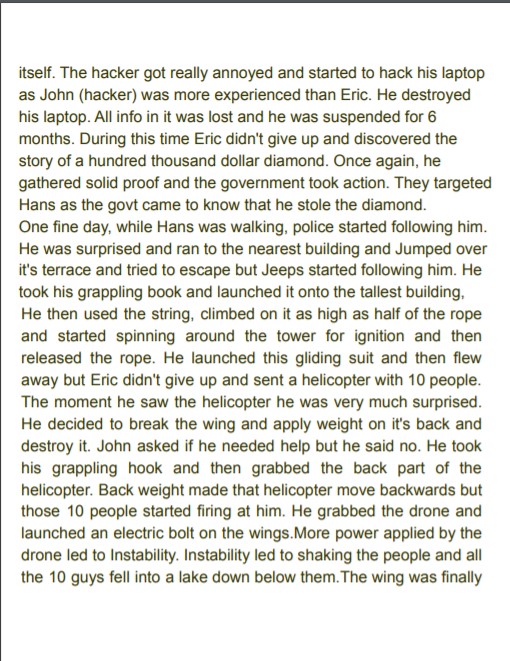 itself. The hacker got really annoyed and started to hack his laptop
as John (hacker) was more experienced than Eric. He destroyed
his laptop. All info in it was lost and he was suspended for 6
months. During this time Eric didn't give up and discovered the
story of a hundred thousand dollar diamond. Once again, he
gathered solid proof and the government took action. They targeted
Hans as the govt came to know that he stole the diamond.
One fine day, while Hans was walking, police started following him.
He was surprised and ran to the nearest building and Jumped over
it's terrace and tried to escape but Jeeps started following him. He
took his grappling book and launched it onto the tallest building,
He then used the string, climbed on it as high as half of the rope
and started spinning around the tower for ignition and then
released the rope. He launched this gliding suit and then flew
away but Eric didn't give up and sent a helicopter with 10 people.
The moment he saw the helicopter he was very much surprised.
He decided to break the wing and apply weight on it's back and
destroy it. John asked if he needed help but he said no. He took
his grappling hook and then grabbed the back part of the
helicopter. Back weight made that helicopter move backwards but
those 10 people started firing at him. He grabbed the drone and
launched an electric bolt on the wings.More power applied by the
drone led to Instability. Instability led to shaking the people and all
the 10 guys fell into a lake down below them.The wing was finally